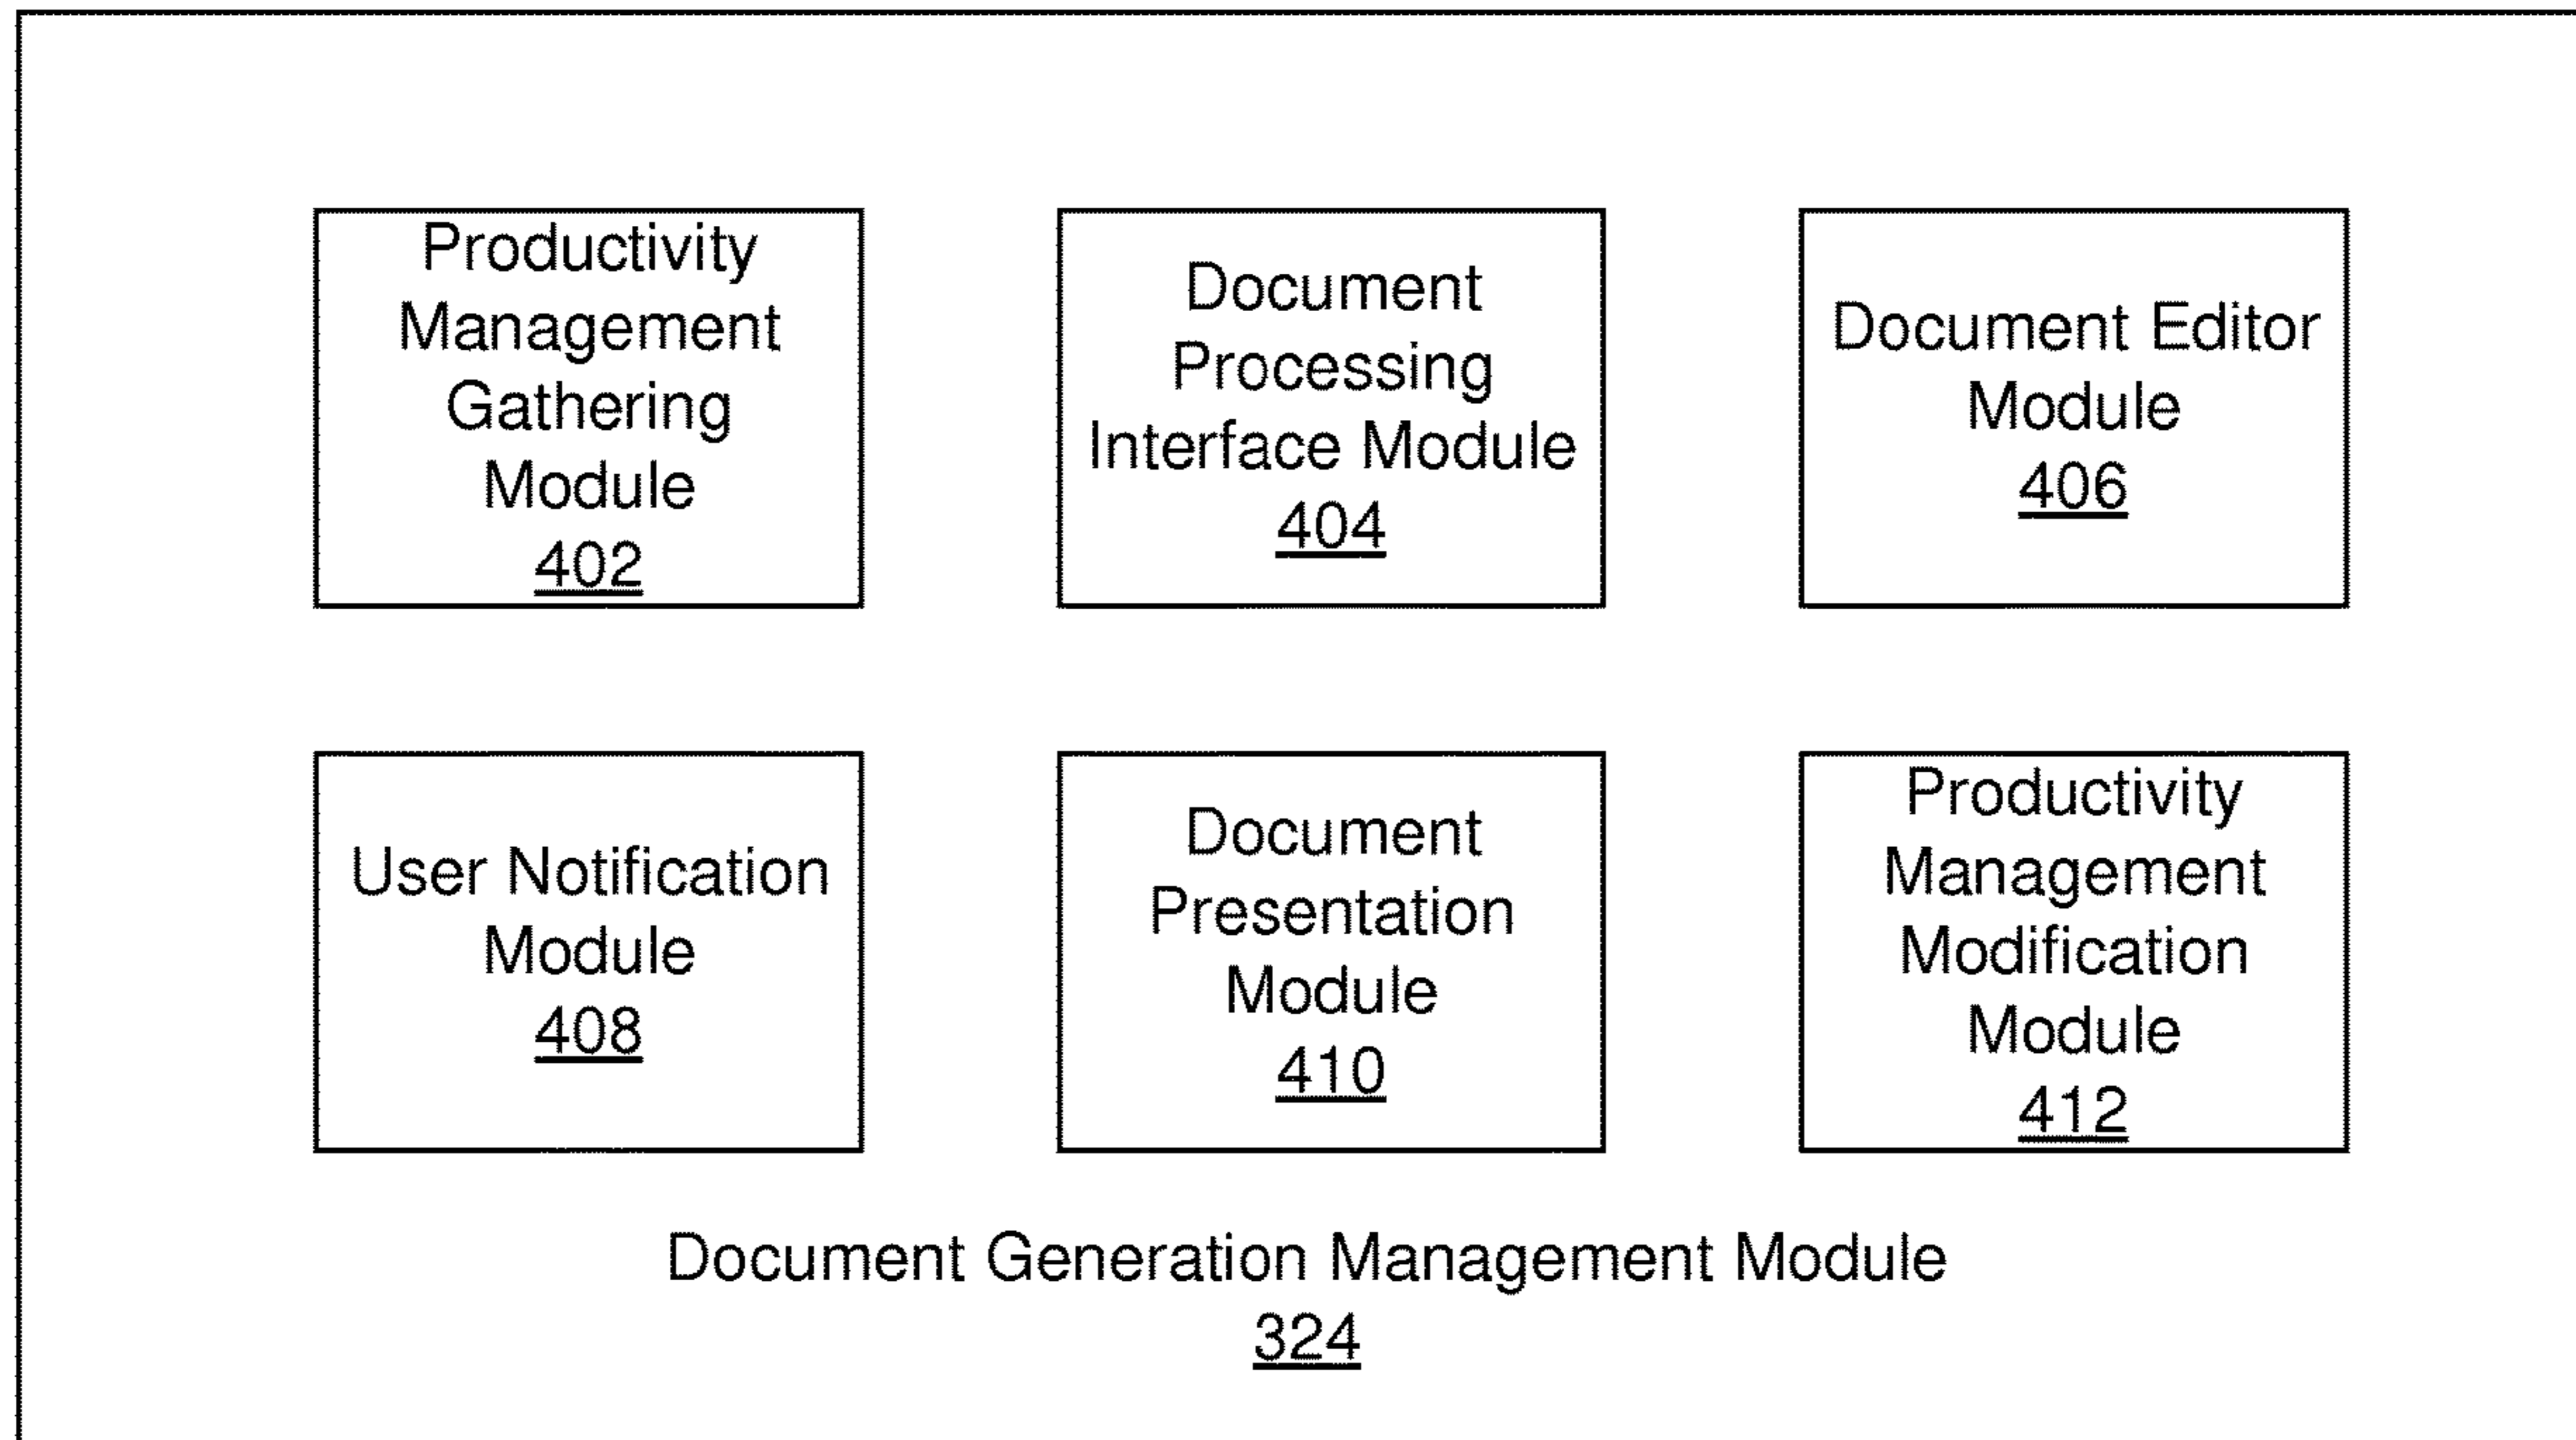 Productivity
Management
Gathering
Module
402
Document
Processing
Interface Module
404
Document Editor
Module
406
User Notification
Module
408
Document
Presentation
Module
410
Productivity
Management
Modification
Module
412
Document Generation Management Module
324